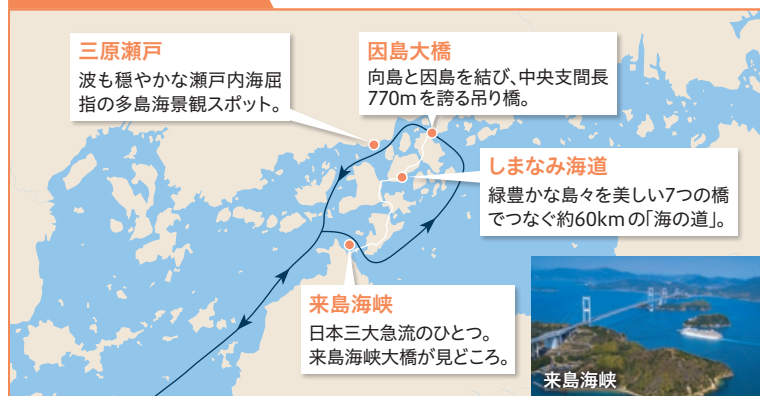 三原瀬戸
波も穏やかな瀬戸内海屈
指の多島海景観スポット。
因島大橋
向島と因島を結び、中央支間長
770mを誇る吊り橋。
しまなみ海道
緑豊かな島々を美しい7つの橋
でつなぐ約60kmの「海の道」。
来島海峡
日本三大急流のひとつ。
来島海峡大橋が見どころ。
来島海峡